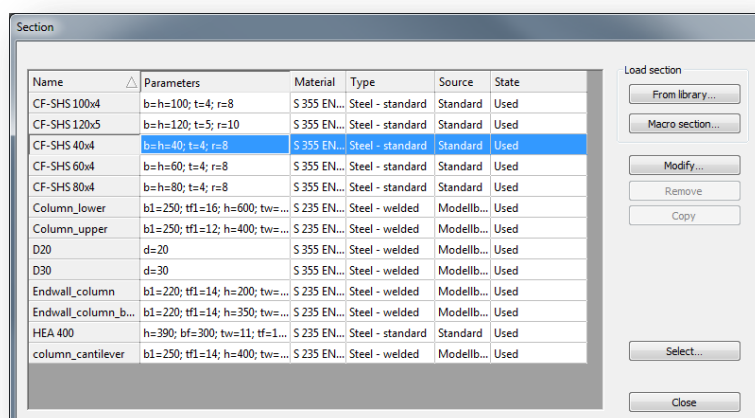 Section
Name Parameters Material Type Source State
CF-SHS 100x4 b=h=100; t=4; r=8 S 355 EN... Steel - standard Standard Used
CF-SHS 120x5 b=h=120; t=5; r=10 S 355 EN... Steel - standard Standard Used
CF-SHS 40x4 b=h=40; t=4; r=8 S 355 EN... Steel - standard Standard Used
CF-SHS 60x4 b=h=60; t=4; r=8 S 355 EN... Steel - standard Standard Used
CF-SHS 80x4 b=h=80; t=4; r=8 S 355 EN... Steel - standard Standard Used
Column_lower b1=250; tf1=16; h=600; tw=... S 235 EN... Steel - welded Modellb... Used
Column_upper b1=250; tf1=12; h=400; tw=... S 235 EN... Steel - welded Modellb... Used
D20 d=20 S 355 EN... Steel - welded Modellb... Used
D30 d=30 S 355 EN... Steel - welded Modellb... Used
Endwall_column b1=220; tf1=14; h=200; tw=... S 235 EN... Steel - welded Modellb... Used
Endwall_column_b... b1=220; tf1=14; h=350; tw=... S 235 EN... Steel - welded Modellb... Used
HEA 400 h=390; bf=300; tw=11; tf=1... S 235 EN... Steel - standard Standard Used
column_cantilever b1=250; tf1=14; h=400; tw=... S 235 EN... Steel - welded Modellb... Used
Load section
From library...
Macro section...
Modify...
Remove
Copy
Select...
Close